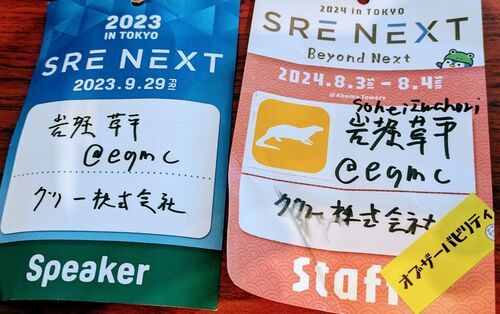 2023
IN TOKYO
SRE NEXT
2023.9.29 FRI
岩堀 草平
@egmc
グリー株式会社
Speaker
2024 IN TOKYO
SRE NEXT
Beyond Next
2024.8.3 SAT - 8.4 SUN
@Abema Towers
Sohei Iwahori
岩堀 草平
@egmc
グリー株式会社
Staff
オブザーバビリティ